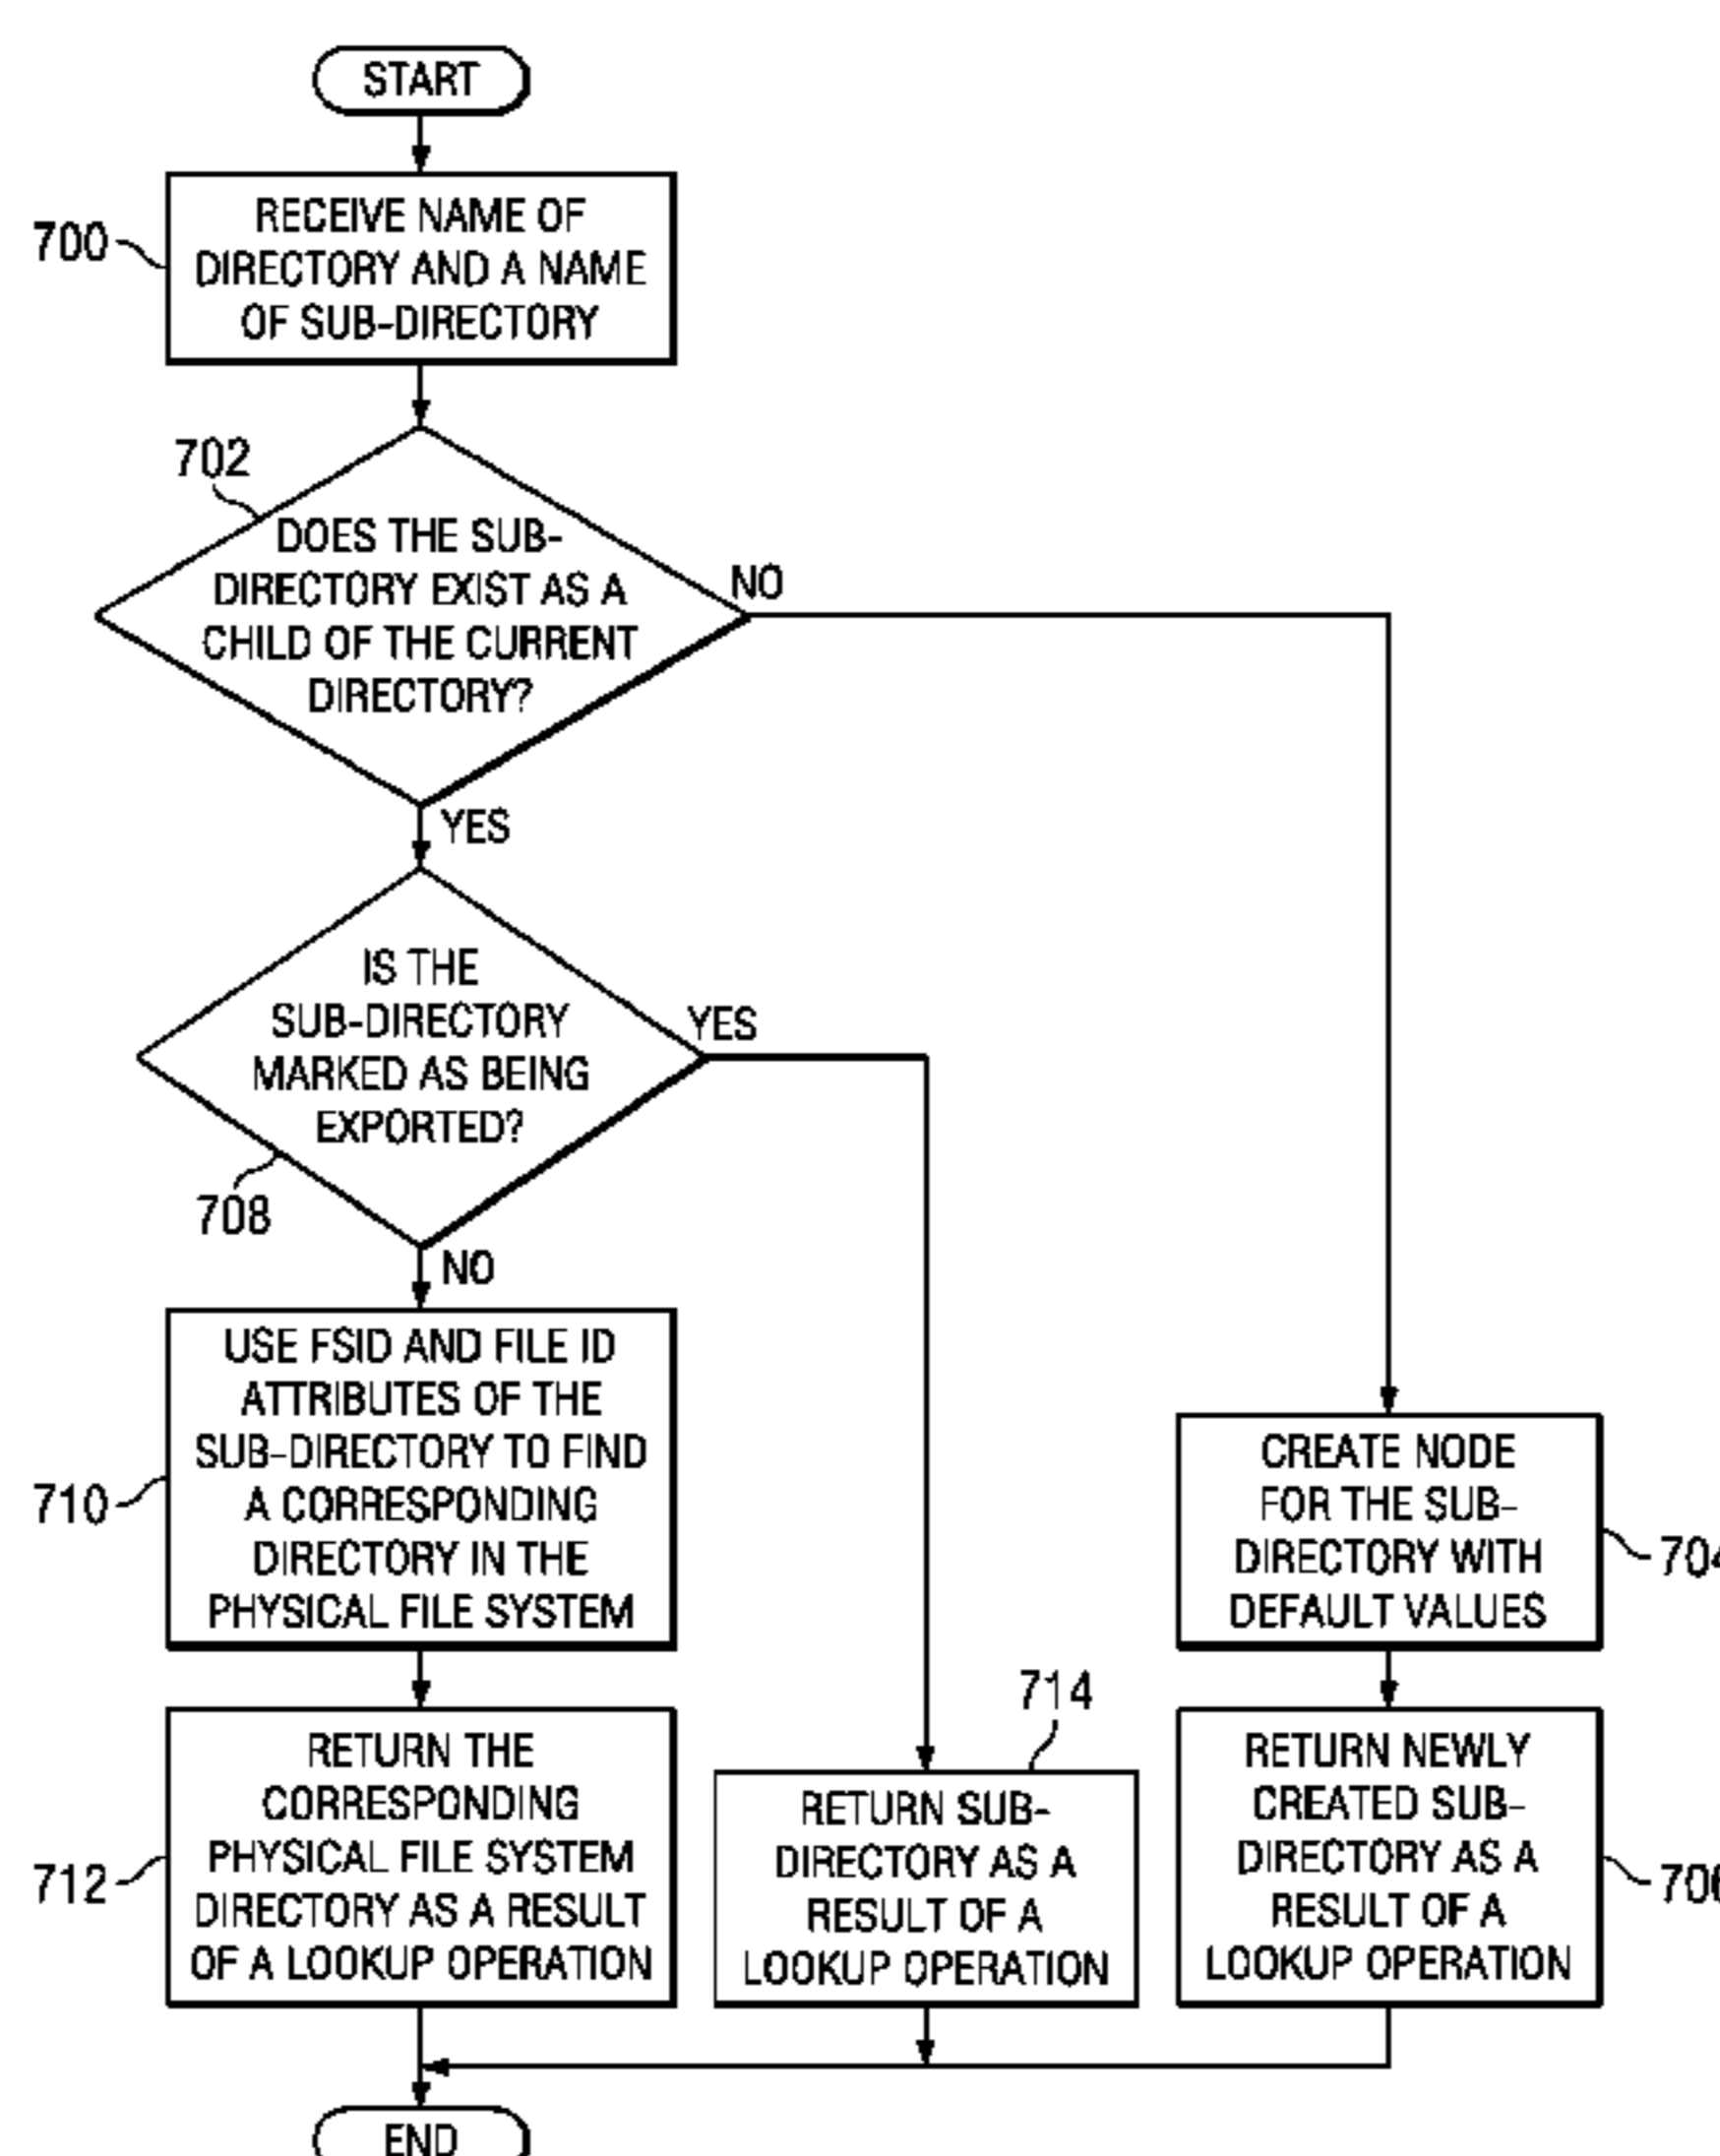 START
700
RECEIVE NAME OF
DIRECTORY AND A NAME
OF SUB-DIRECTORY
702
DOES THE SUB-
DIRECTORY EXIST AS A
CHILD OF THE CURRENT
DIRECTORY?
NO
YES
IS THE
SUB-DIRECTORY
MARKED AS BEING
EXPORTED?
YES
708
NO
710
USE FSID AND FILE ID
ATTRIBUTES OF THE
SUB-DIRECTORY TO FIND
A CORRESPONDING
DIRECTORY IN THE
PHYSICAL FILE SYSTEM
CREATE NODE
FOR THE SUB-
DIRECTORY WITH
DEFAULT VALUES
704
712
RETURN THE
CORRESPONDING
PHYSICAL FILE SYSTEM
DIRECTORY AS A RESULT
OF A LOOKUP OPERATION
714
RETURN SUB-
DIRECTORY AS A
RESULT OF A
LOOKUP OPERATION
RETURN NEWLY
CREATED SUB-
DIRECTORY AS A
RESULT OF A
LOOKUP OPERATION
706
END